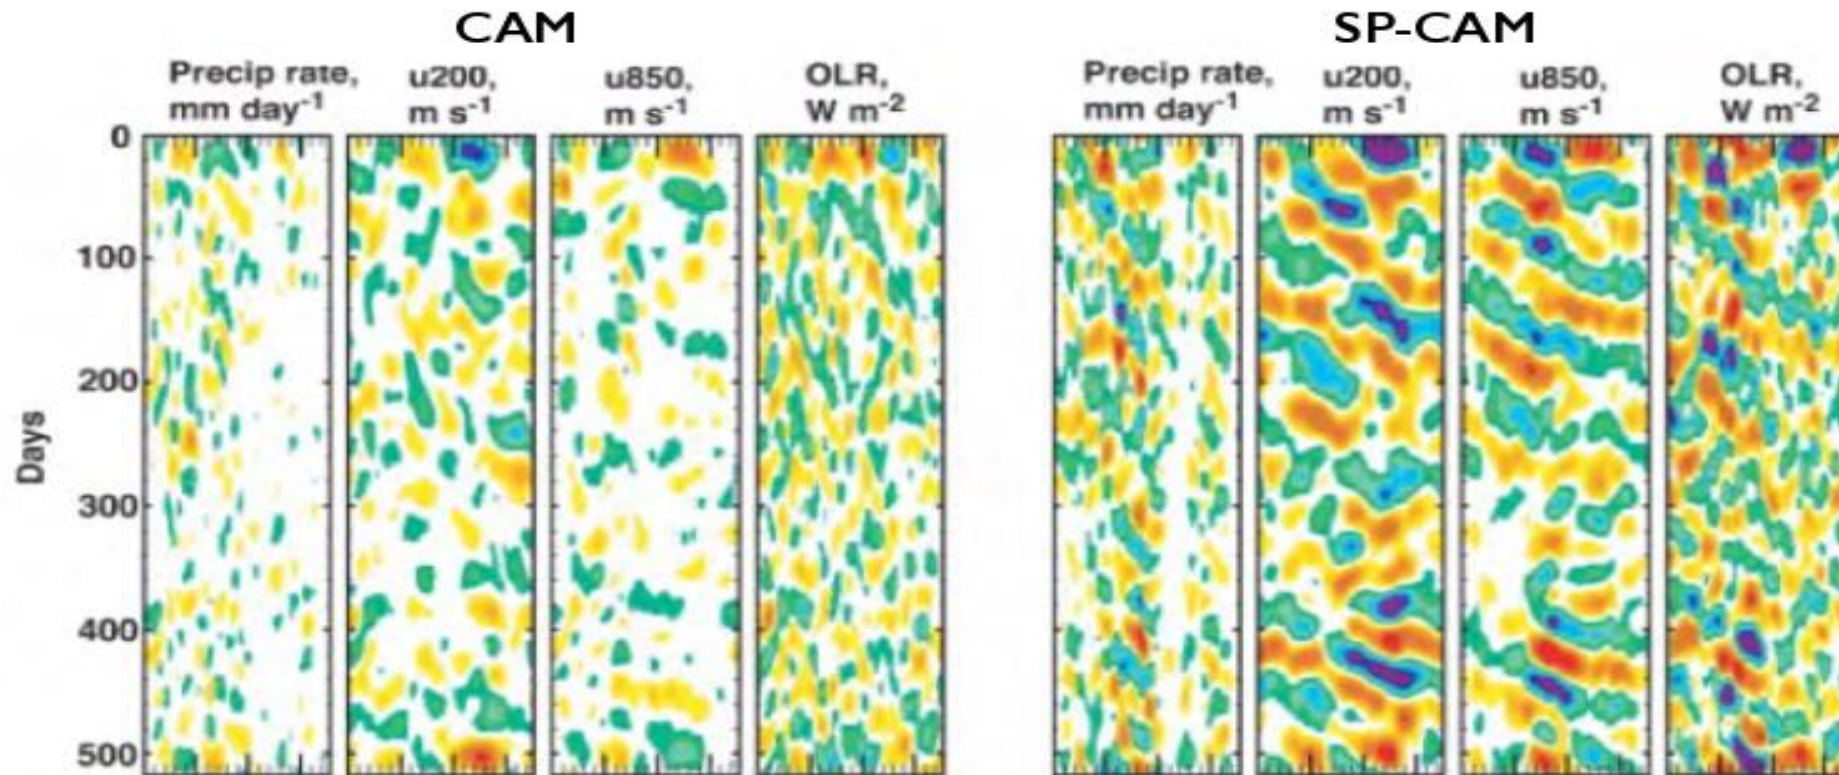 CAM
SP-CAM
Precip rate,
mm day-1
u200,
m s-1
u850,
m s-1
OLR,
W m-2
Precip rate,
mm day-1
u200,
m s-1
u850,
m s-1
OLR,
W m-2
0
100
200
300
400
500
Days